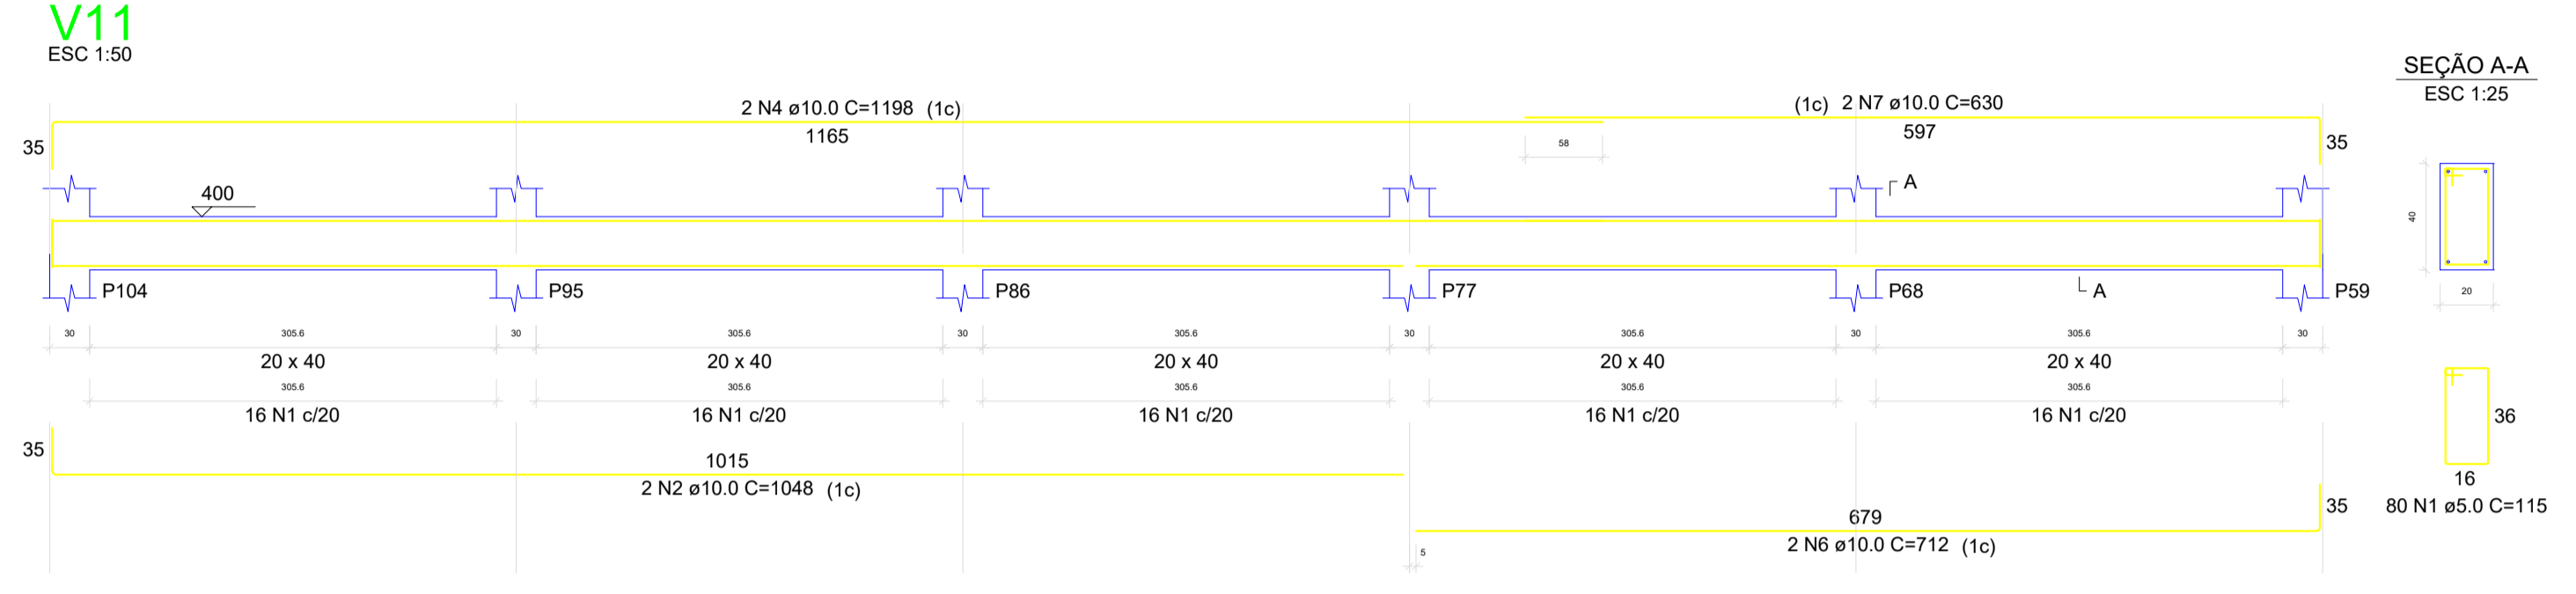 V11
ESC 1:50
SEÇÃO A-A
ESC 1:25
2 N4 ø10.0 C=1198 (1c)
1165
(1c) 2 N7 ø10.0 C=630
597
35
35
58
400
A
40
20
P104
P95
P86
P77
P68
A
P59
30 305.6 30 305.6 30 305.6 30 305.6 30 305.6 30
20 x 40 20 x 40 20 x 40 20 x 40 20 x 40
305.6 305.6 305.6 305.6 305.6
16 N1 c/20 16 N1 c/20 16 N1 c/20 16 N1 c/20 16 N1 c/20
36
16
80 N1 ø5.0 C=115
35
1015
2 N2 ø10.0 C=1048 (1c)
35
679
2 N6 ø10.0 C=712 (1c)
5